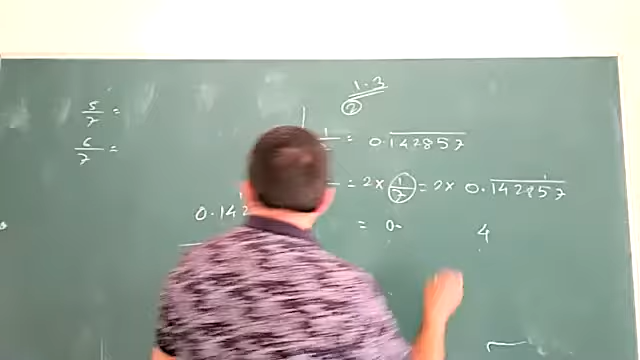 1.3
2
5/7 =
6/7 =
1 = 0.142857
= 2 × 1/7 = 2 × 0.142857
0.142
= 0. 4